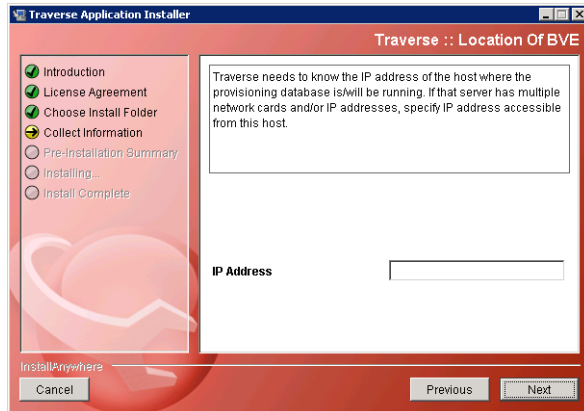 Traverse Application Installer
Traverse :: Location Of BVE
Introduction
License Agreement
Choose Install Folder
Collect Information
Pre-Installation Summary
Installing...
Install Complete
Traverse needs to know the IP address of the host where the
provisioning database is/will be running. If that server has multiple
network cards and/or IP addresses, specify IP address accessible
from this host.
IP Address
InstallAnywhere
Cancel
Previous
Next